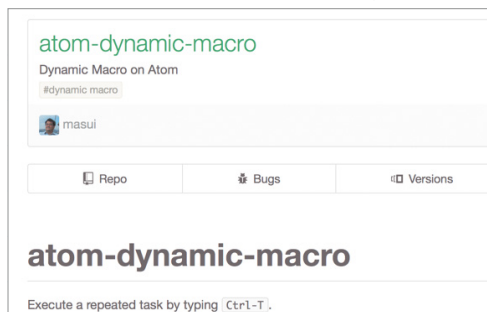 atom-dynamic-macro
Dynamic Macro on Atom
#dynamic macro
masui
Repo
Bugs
Versions
atom-dynamic-macro
Execute a repeated task by typing Ctrl-T.